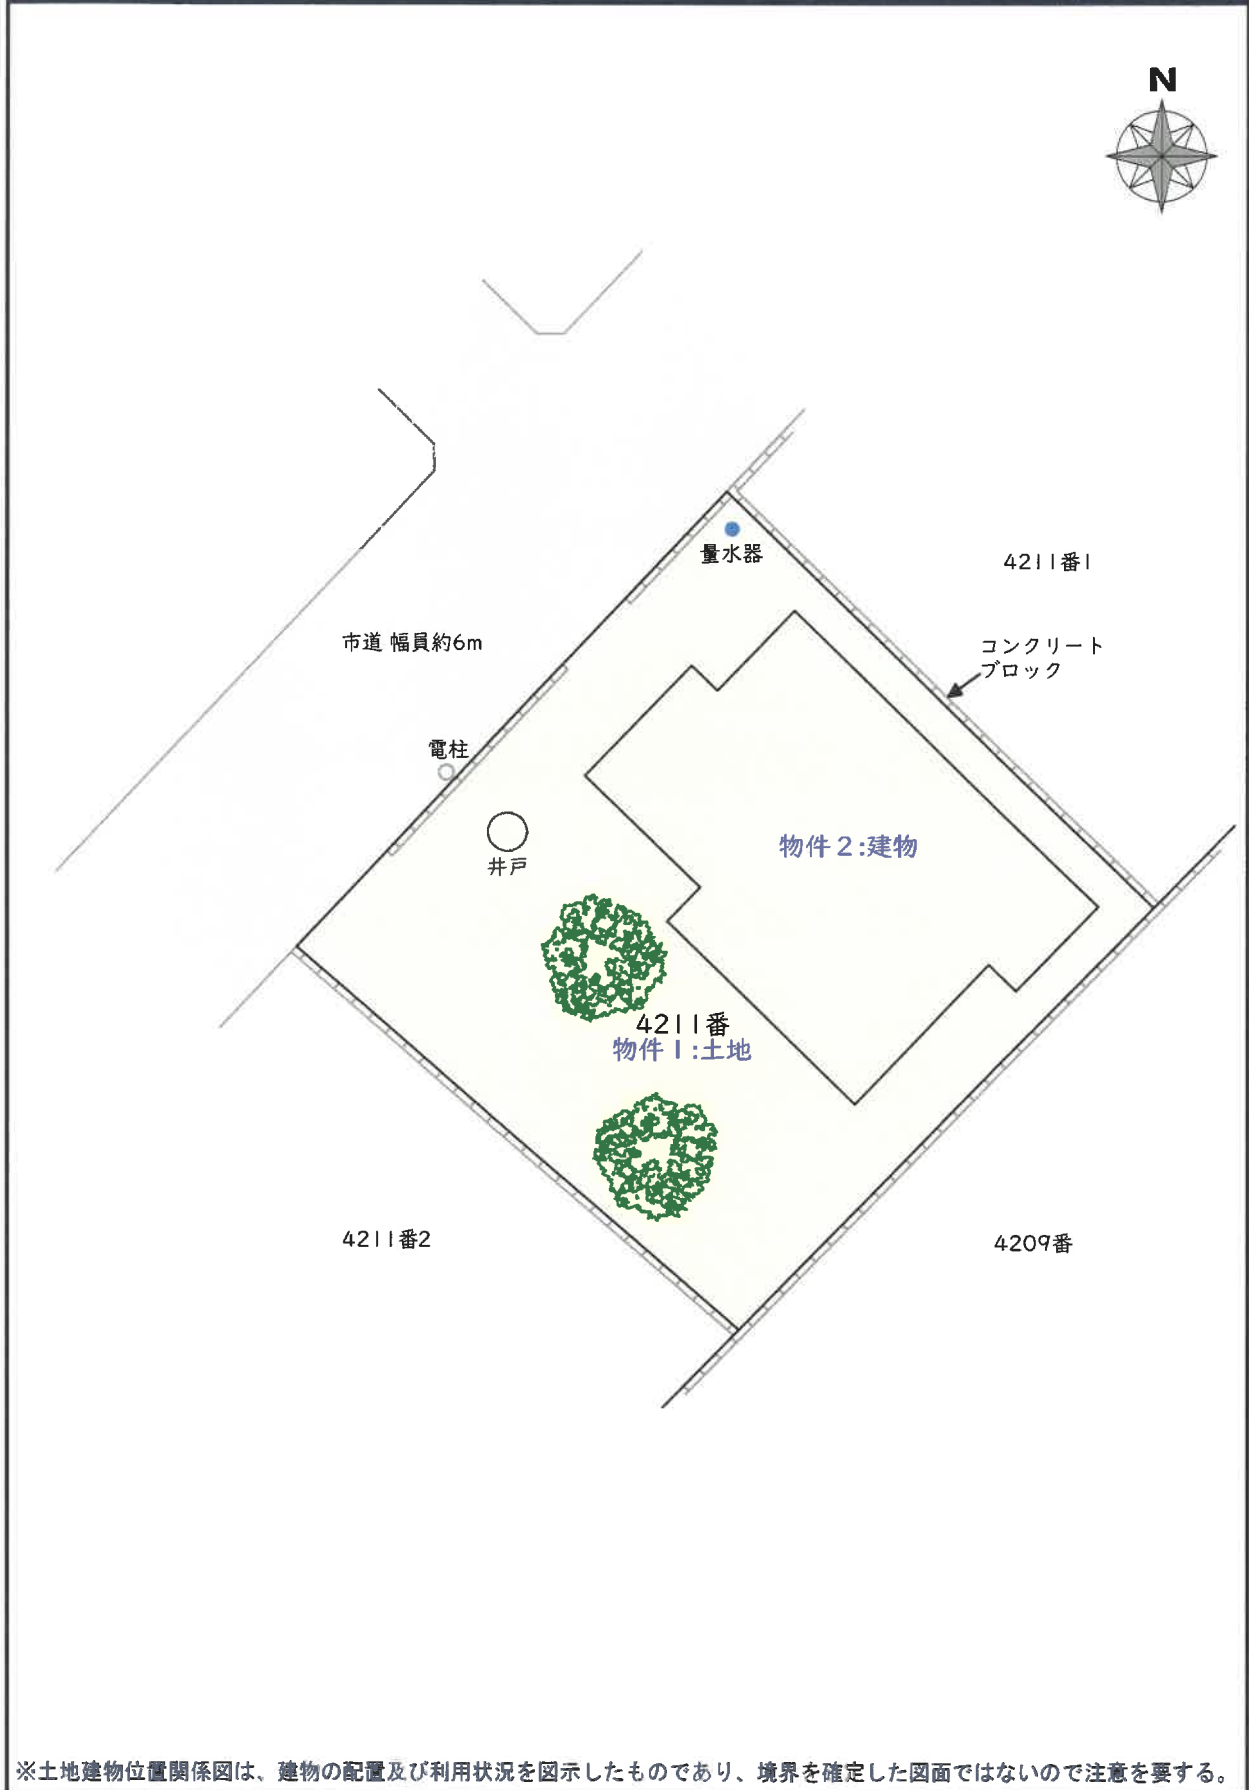 N
量水器
4211番1
市道 幅員約6m
コンクリート
ブロック
電柱
物件2:建物
井戸
4211番
物件1:土地
4211番2
4209番
※土地建物位置関係図は、建物の配置及び利用状況を図示したものであり、境界を確定した図面ではないので注意を要する。